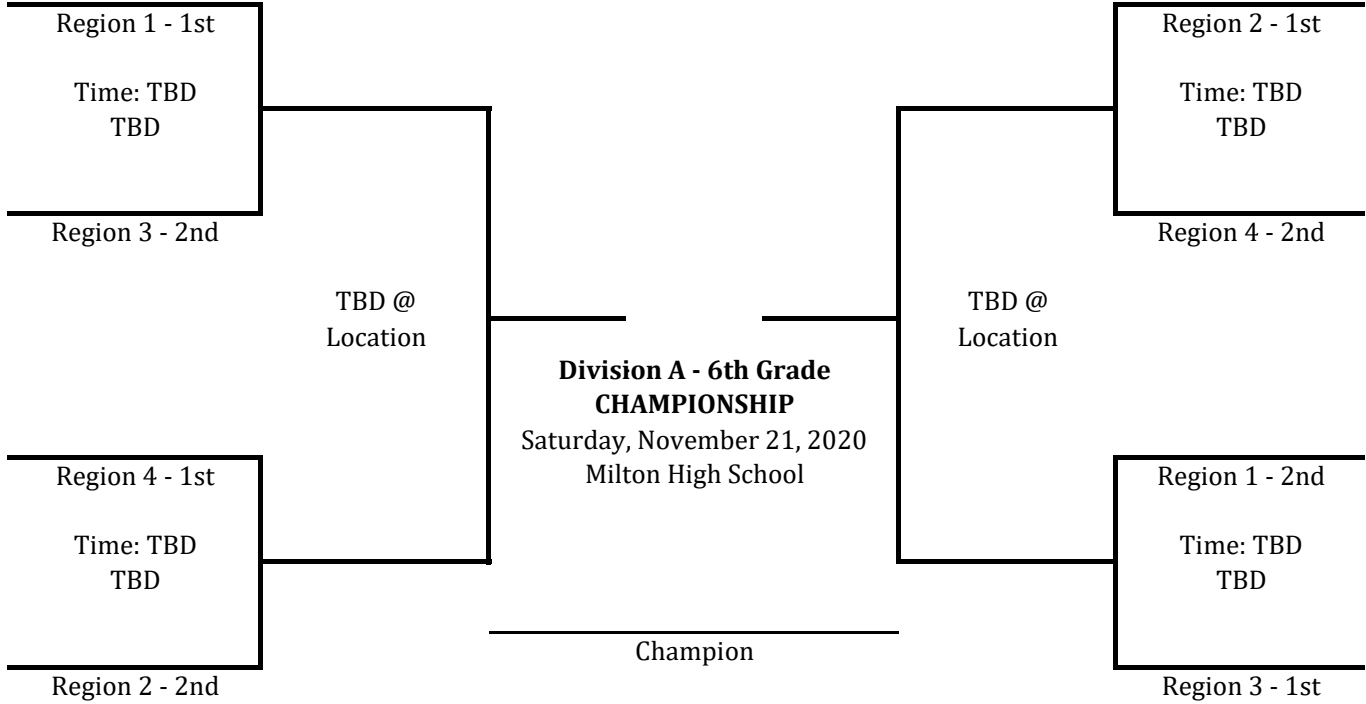 Region 1 - 1st
Time: TBD
TBD
Region 3 - 2nd
TBD @
Location
Region 4 - 1st
Time: TBD
TBD
Region 2 - 2nd
Division A - 6th Grade
CHAMPIONSHIP
Saturday, November 21, 2020
Milton High School
Champion
Region 2 - 1st
Time: TBD
TBD
Region 4 - 2nd
TBD @
Location
Region 1 - 2nd
Time: TBD
TBD
Region 3 - 1st